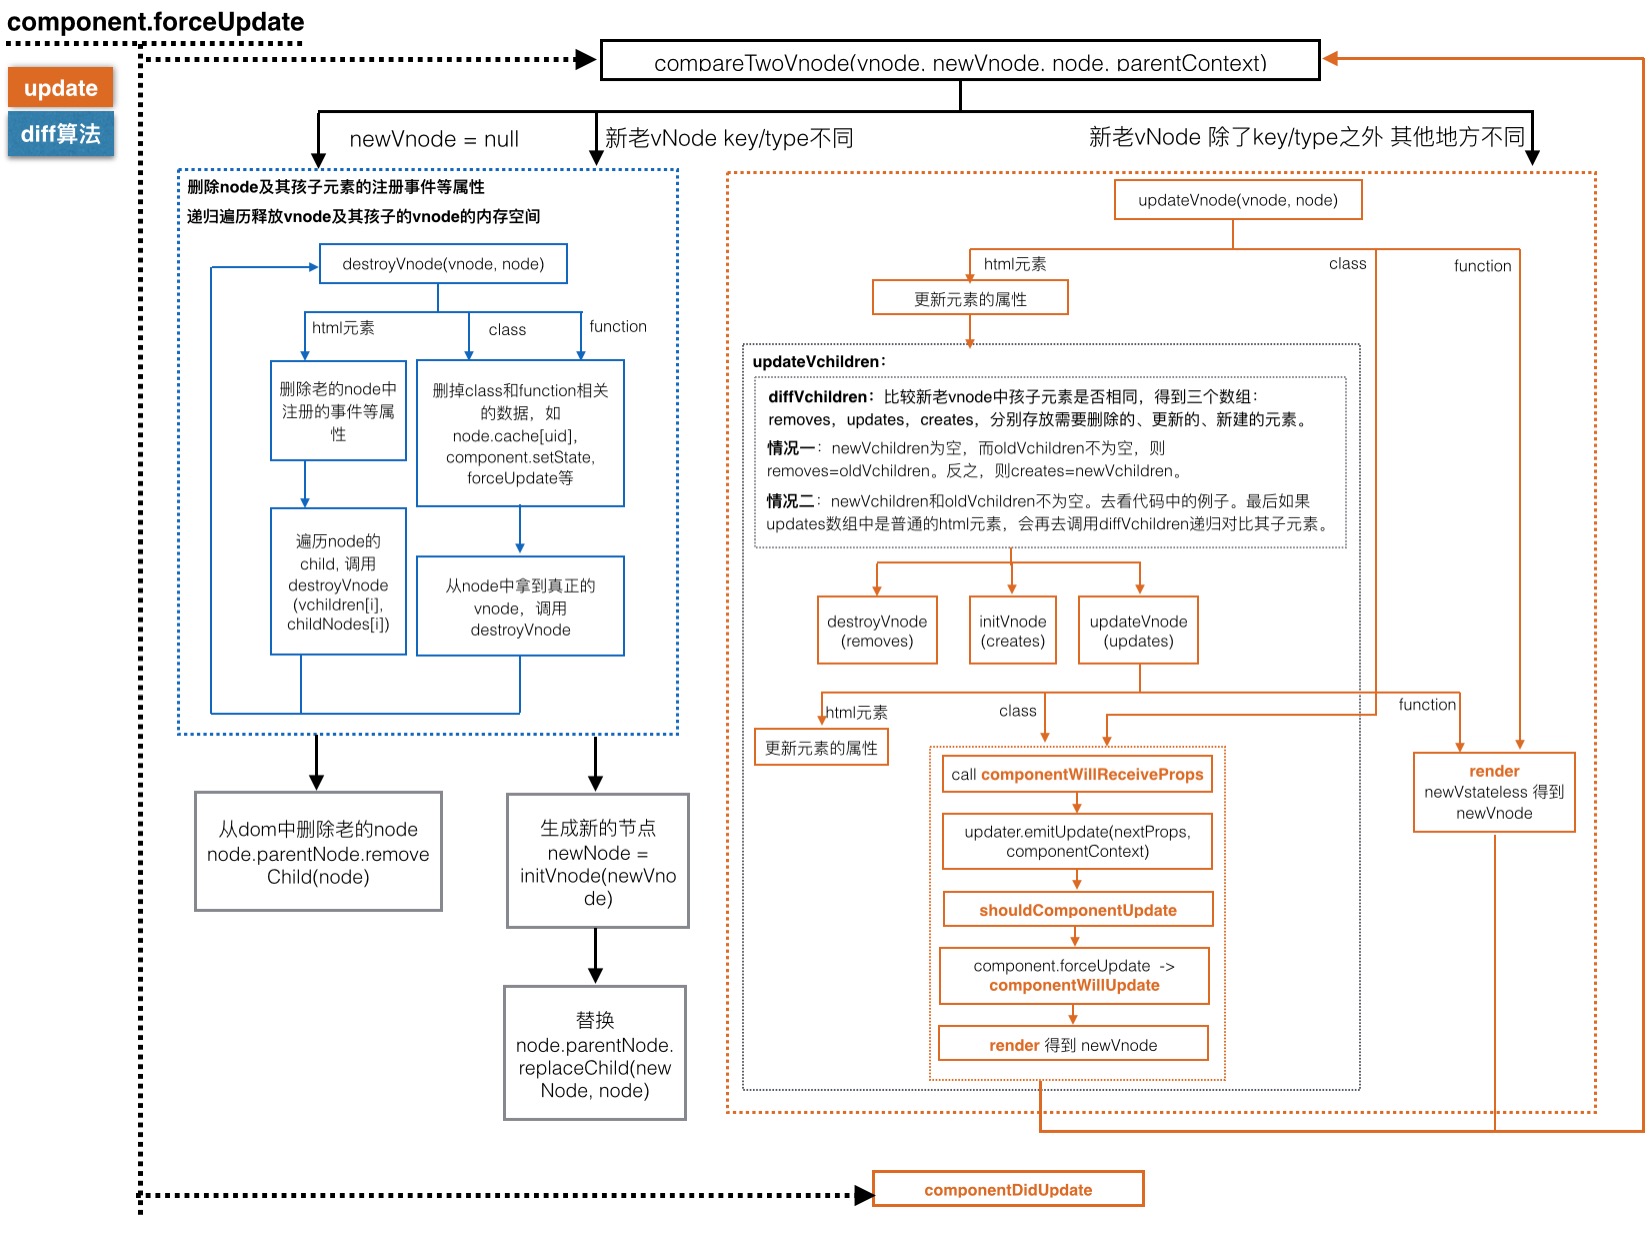 component.forceUpdate
update
diff算法
compareTwoVnode(vnode, newVnode, node, parentContext)
newVnode = null
新老vNode key/type不同
新老vNode 除了key/type之外 其他地方不同
删除node及其孩子元素的注册事件等属性
递归遍历释放vnode及其孩子的vnode的内存空间
destroyVnode(vnode, node)
html元素
class
function
删除老的node中
注册的事件等属
性
删掉class和function相关
的数据，如
node.cache[uid],
component.setState,
forceUpdate等
遍历node的
child, 调用
destroyVnode
(vchildren[i],
childNodes[i])
从node中拿到真正的
vnode，调用
destroyVnode
从dom中删除老的node
node.parentNode.remove
Child(node)
生成新的节点
newNode =
initVnode(newVno
de)
替换
node.parentNode.
replaceChild(new
Node, node)
updateVnode(vnode, node)
html元素
class
function
更新元素的属性
updateVchildren：
diffVchildren：比较新老vnode中孩子元素是否相同，得到三个数组：
removes，updates，creates，分别存放需要删除的、更新的、新建的元素。
情况一：newVchildren为空，而oldVchildren不为空，则
removes=oldVchildren。反之，则creates=newVchildren。
情况二：newVchildren和oldVchildren不为空。去看代码中的例子。最后如果
updates数组中是普通的html元素，会再去调用diffVchildren递归对比其子元素。
destroyVnode
(removes)
initVnode
(creates)
updateVnode
(updates)
html元素
class
function
更新元素的属性
call componentWillReceiveProps
updater.emitUpdate(nextProps,
componentContext)
shouldComponentUpdate
component.forceUpdate ->
componentWillUpdate
render 得到 newVnode
render
newVstateless 得到
newVnode
componentDidUpdate